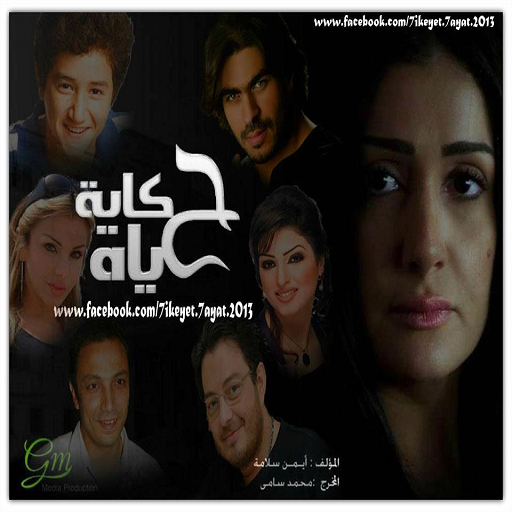 www.facebook.com/7ikeyet.7ayat.2013
حكاية
حياة
www.facebook.com/7ikeyet.7ayat.2013
المؤلف : أيمن سلامة
المخرج :محمد سامى
Gm
Media Production